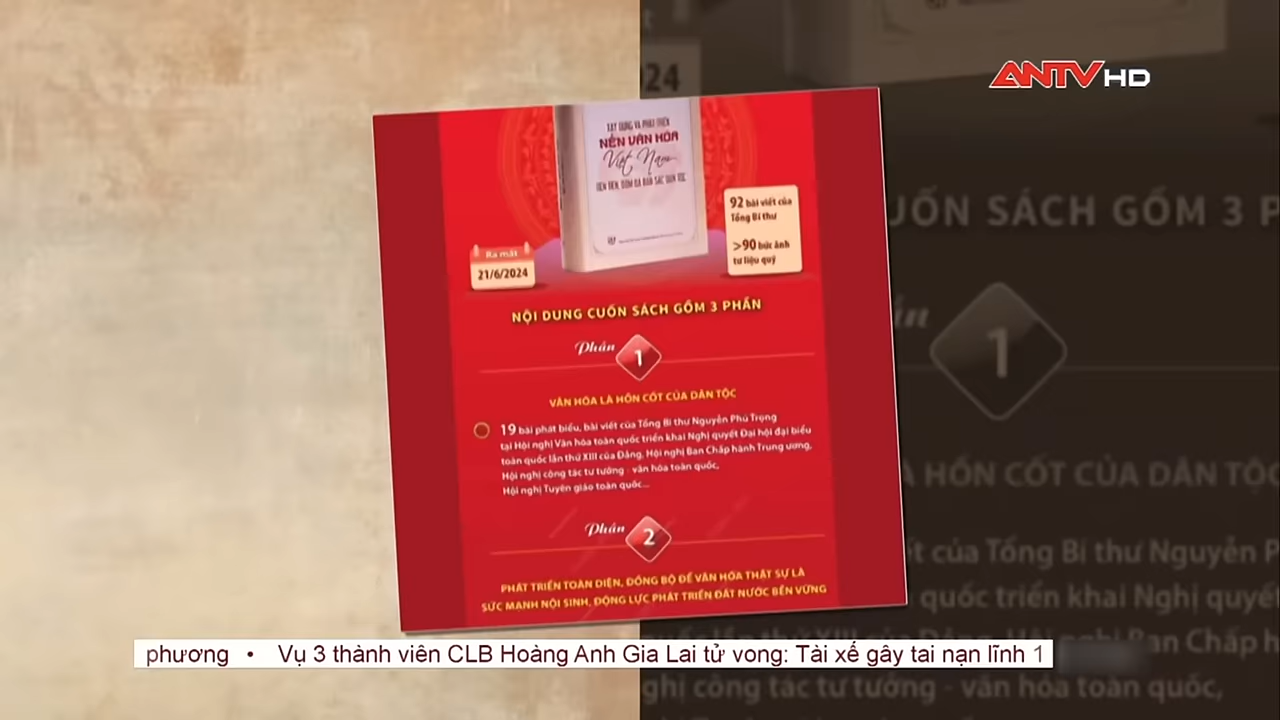 ANTV HD
24
XÂY DỰNG VÀ PHÁT TRIỂN
NỀN VĂN HÓA
Việt Nam
TIÊN TIẾN, ĐẬM ĐÀ BẢN SẮC DÂN TỘC
92 bài viết của
Tổng Bí thư
>90 bức ảnh
tư liệu quý
Ra mắt
21/6/2024
NỘI DUNG CUỐN SÁCH GỒM 3 PHẦN
Phần 1
VĂN HÓA LÀ HỒN CỐT CỦA DÂN TỘC
19 bài phát biểu, bài viết của Tổng Bí thư Nguyễn Phú Trọng
tại Hội nghị Văn hóa toàn quốc triển khai Nghị quyết Đại hội đại biểu
toàn quốc lần thứ XIII của Đảng, Hội nghị Ban Chấp hành Trung ương,
Hội nghị công tác tư tưởng - văn hóa toàn quốc,
Hội nghị Tuyên giáo toàn quốc...
Phần 2
PHÁT TRIỂN TOÀN DIỆN, ĐỒNG BỘ ĐỂ VĂN HÓA THẬT SỰ LÀ
SỨC MẠNH NỘI SINH, ĐỘNG LỰC PHÁT TRIỂN ĐẤT NƯỚC BỀN VỮNG
UỐN SÁCH GỒM 3 P
ần 1
À HỒN CỐT CỦA DÂN TỘC
t của Tổng Bí thư Nguyễn P
quốc triển khai Nghị quyế
an Chấp h
ghị công tác tư tưởng - văn hóa toàn quốc,
phương • Vụ 3 thành viên CLB Hoàng Anh Gia Lai tử vong: Tài xế gây tai nạn lĩnh 1